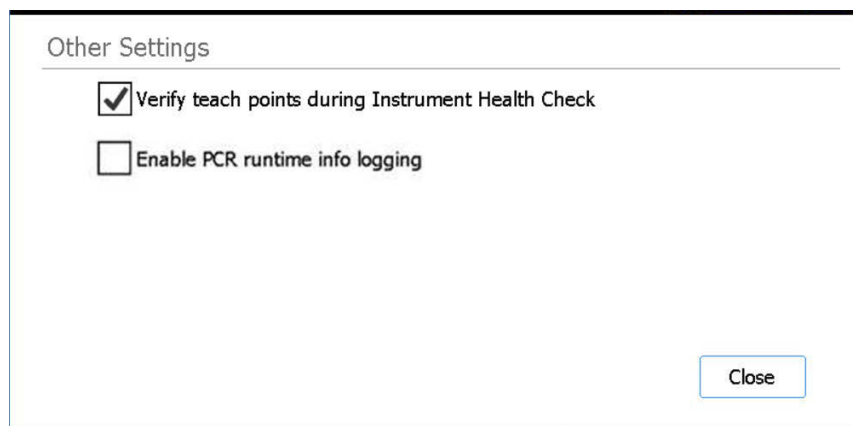 Other Settings
Verify teach points during Instrument Health Check
Enable PCR runtime info logging
Close